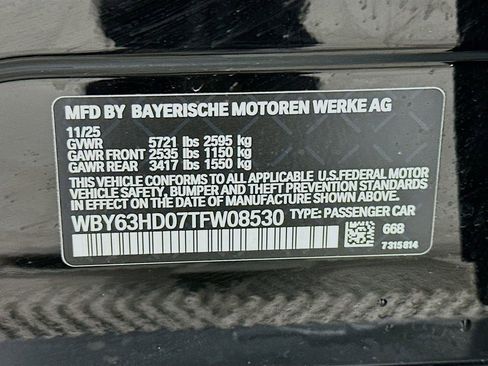 MFD BY BAYERISCHE MOTOREN WERKE AG
11/25
GVWR 5721 lbs 2595 kg
GAWR FRONT 2535 lbs 1150 kg
GAWR REAR 3417 lbs 1550 kg
THIS VEHICLE CONFORMS TO ALL APPLICABLE U.S.FEDERAL MOTOR
VEHICLE SAFETY, BUMPER, AND THEFT PREVENTION STANDARDS
IN EFFECT ON THE DATE OF MANUFACTURE SHOWN ABOVE.
WBY63HD07TFW08530 TYPE: PASSENGER CAR
668
7315814